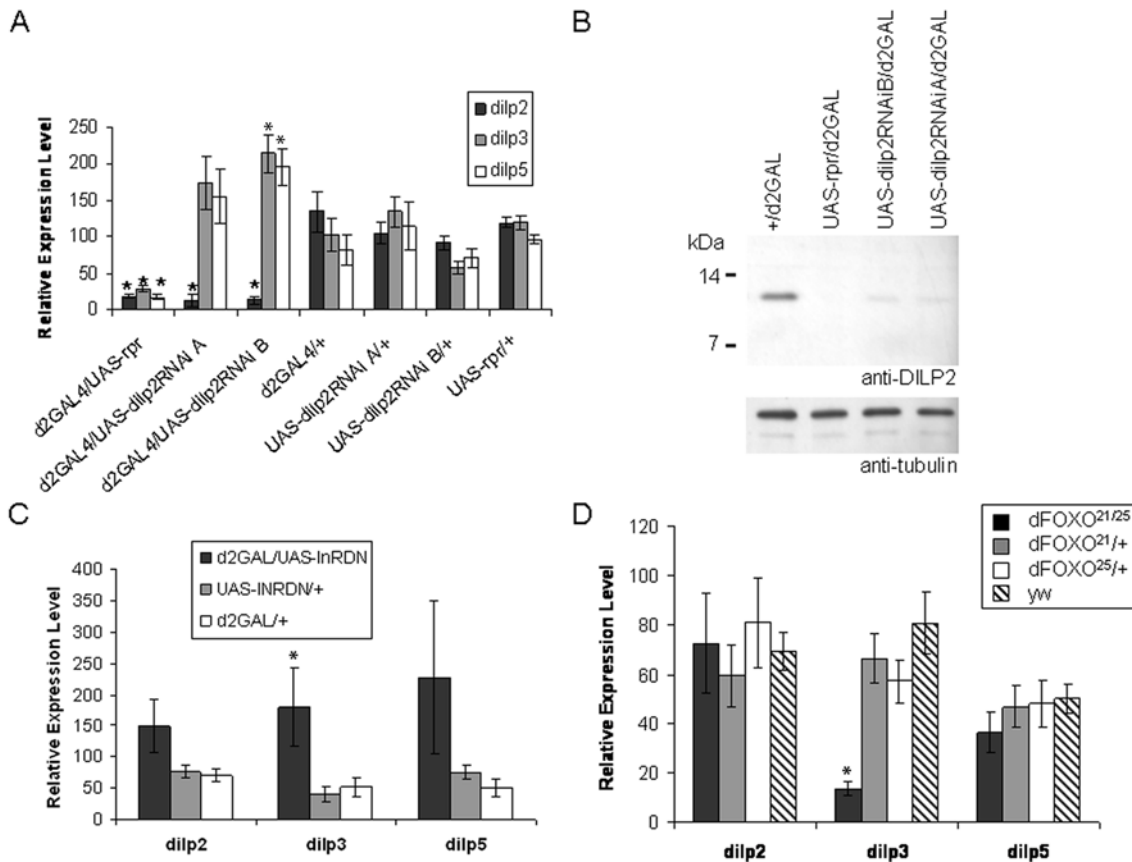 A
Relative Expression Level
250
200
150
100
50
0
dilp2
dilp3
dilp5
* * *
*
*
*
*
d2GAL4/UAS-rpr
d2GAL4/UAS-dilp2RNAi A
d2GAL4/UAS-dilp2RNAi B
d2GAL4/+
UAS-dilp2RNAi A/+
UAS-dilp2RNAi B/+
UAS-rpr/+
B
+/d2GAL
UAS-rpr/d2GAL
UAS-dilp2RNAiB/d2GAL
UAS-dilp2RNAiA/d2GAL
kDa
14
7
anti-DILP2
anti-tubulin
C
Relative Expression Level
400
350
300
250
200
150
100
50
0
d2GAL/UAS-InRDN
UAS-INRDN/+
d2GAL/+
*
dilp2 dilp3 dilp5
D
Relative Expression Level
120
100
80
60
40
20
0
dFOXO21/25
dFOXO21/+
dFOXO25/+
yw
*
dilp2 dilp3 dilp5